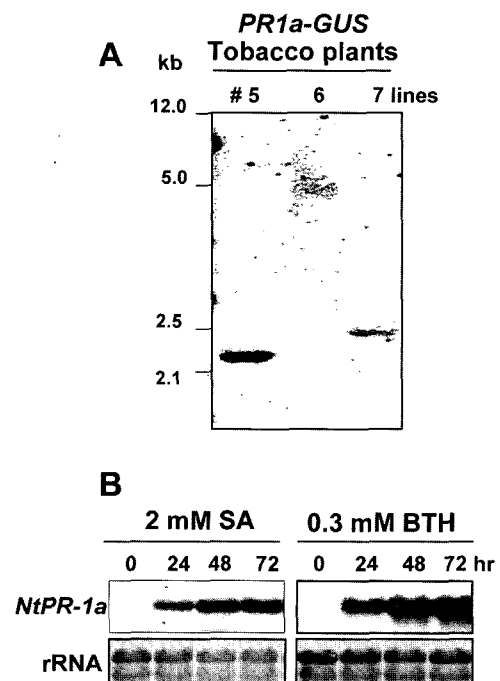 PR1a-GUS
A kb Tobacco plants
# 5 6 7 lines
12.0
5.0
2.5
2.1
B
2 mM SA 0.3 mM BTH
0 24 48 72 0 24 48 72 hr
NtPR-1a
rRNA